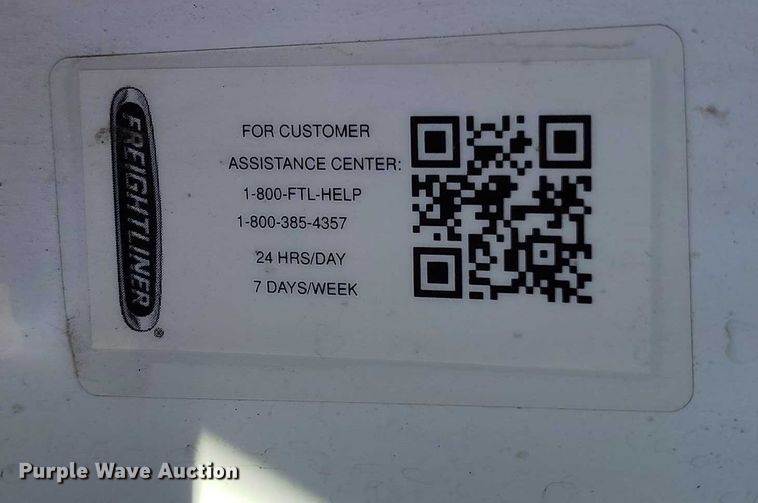 FREIGHTLINER®
FOR CUSTOMER
ASSISTANCE CENTER:
1-800-FTL-HELP
1-800-385-4357
24 HRS/DAY
7 DAYS/WEEK
Purple Wave Auction